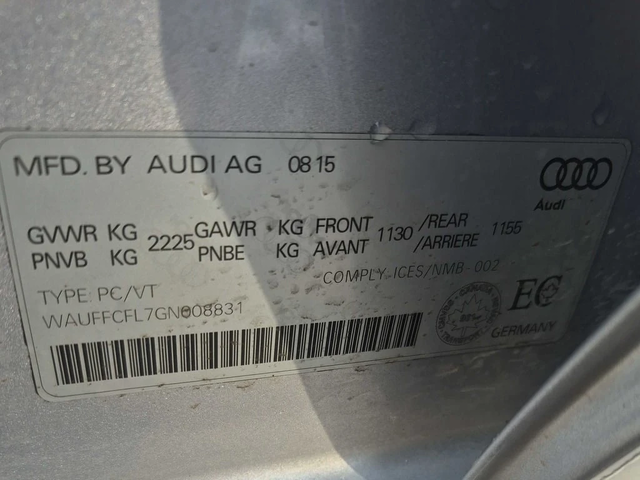 MFD. BY AUDI AG 08 15
Audi
GVWR KG 2225 GAWR KG FRONT 1130 /REAR 1155
PNVB KG PNBE KG AVANT /ARRIERE
COMPLY ICES/NMB-002
TYPE: PC/VT
WAUFFCFL7GN008831
EC
GERMANY